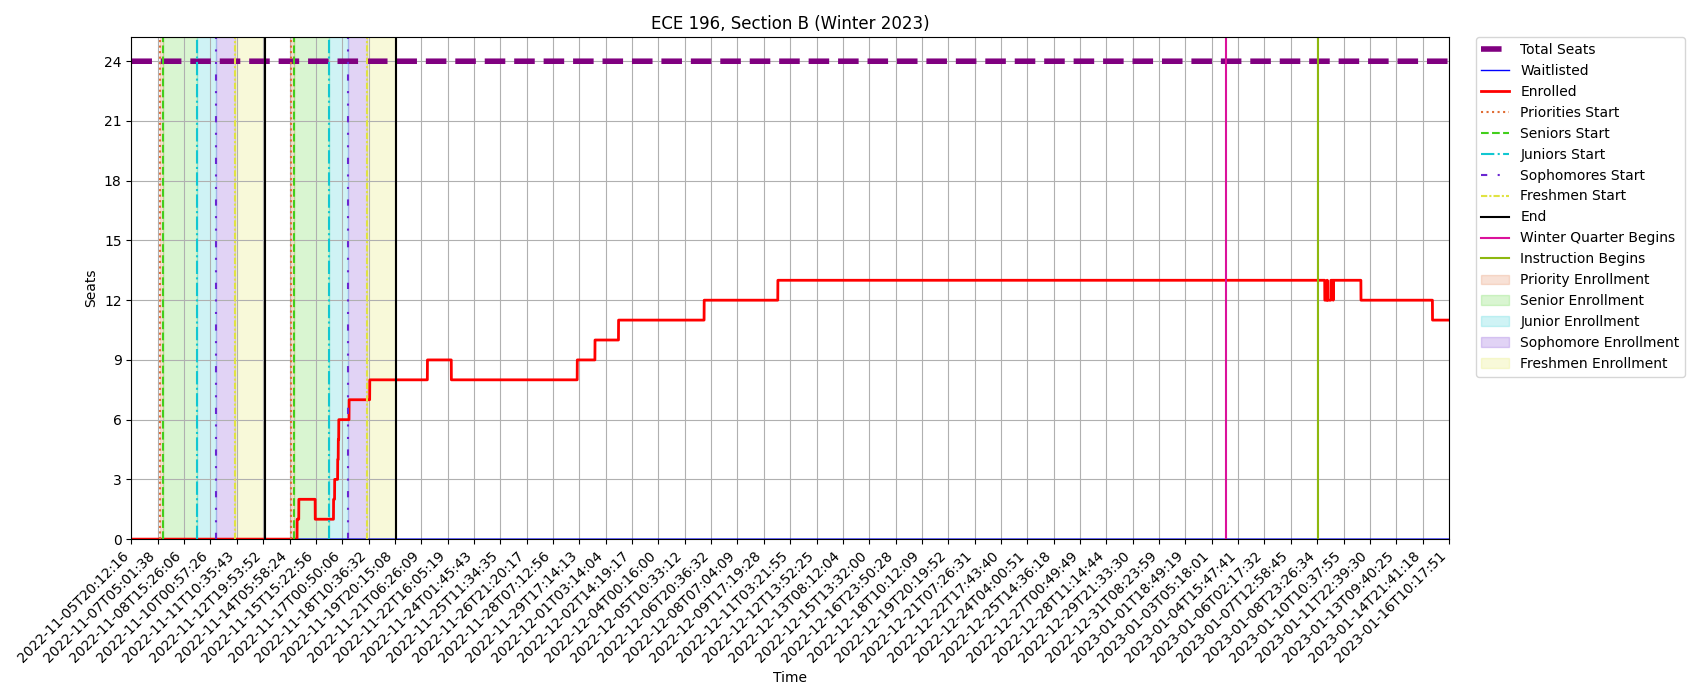 ECE 196, Section B (Winter 2023)
Seats
24
21
18
15
12
9
6
3
0
2022-11-05T20:12:16
2022-11-07T05:01:38
2022-11-08T15:26:06
2022-11-10T00:57:26
2022-11-11T10:35:43
2022-11-12T19:53:52
2022-11-14T05:58:24
2022-11-15T15:22:56
2022-11-17T00:50:06
2022-11-18T10:36:32
2022-11-19T20:15:08
2022-11-21T06:26:09
2022-11-22T16:05:19
2022-11-24T01:45:43
2022-11-25T11:34:35
2022-11-26T21:20:17
2022-11-28T07:12:56
2022-11-29T17:14:13
2022-12-01T03:14:04
2022-12-02T14:19:17
2022-12-04T00:16:00
2022-12-05T10:33:12
2022-12-06T20:36:32
2022-12-08T07:04:09
2022-12-09T17:19:28
2022-12-11T03:21:55
2022-12-12T13:52:25
2022-12-13T08:12:04
2022-12-15T13:32:00
2022-12-16T23:50:28
2022-12-18T10:12:09
2022-12-19T20:19:52
2022-12-21T07:26:31
2022-12-22T17:43:40
2022-12-24T04:00:51
2022-12-25T14:36:18
2022-12-27T00:49:49
2022-12-28T11:14:44
2022-12-29T21:33:30
2022-12-31T08:23:59
2023-01-01T18:49:19
2023-01-03T05:18:01
2023-01-04T15:47:41
2023-01-06T02:17:32
2023-01-07T12:58:45
2023-01-08T23:26:34
2023-01-10T10:37:55
2023-01-11T22:39:30
2023-01-13T09:40:25
2023-01-14T21:41:18
2023-01-16T10:17:51
Time
Total Seats
Waitlisted
Enrolled
Priorities Start
Seniors Start
Juniors Start
Sophomores Start
Freshmen Start
End
Winter Quarter Begins
Instruction Begins
Priority Enrollment
Senior Enrollment
Junior Enrollment
Sophomore Enrollment
Freshmen Enrollment